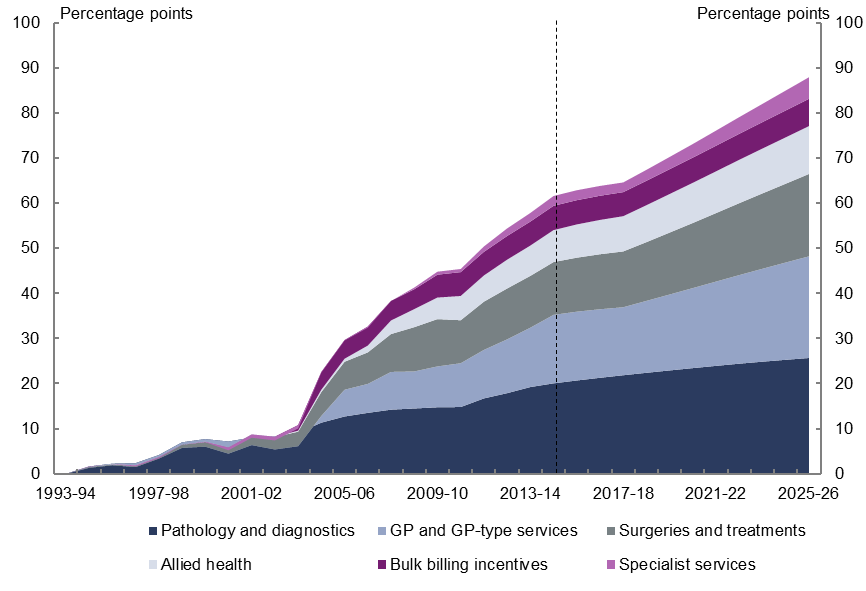 Percentage points Percentage points
100 100
90 90
80 80
70 70
60 60
50 50
40 40
30 30
20 20
10 10
0 0
1993-94 1997-98 2001-02 2005-06 2009-10 2013-14 2017-18 2021-22 2025-26
Pathology and diagnostics GP and GP-type services Surgeries and treatments
Allied health Bulk billing incentives Specialist services